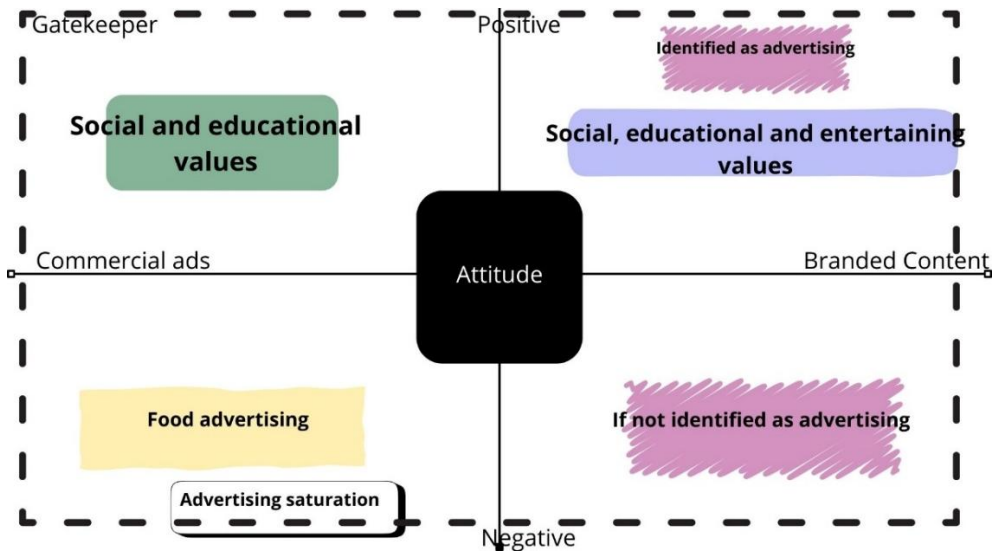 Gatekeeper
Positive
Identified as advertising
Social and educational
values
Social, educational and entertaining
values
Commercial ads
Attitude
Branded Content
Food advertising
If not identified as advertising
Advertising saturation
Negative